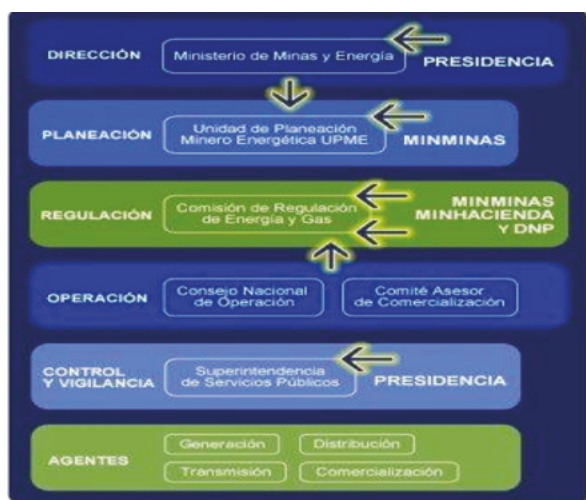 DIRECCIÓN
Ministerio de Minas y Energía
PRESIDENCIA
PLANEACIÓN
Unidad de Planeación
Minero Energética UPME
MINMINAS
REGULACIÓN
Comisión de Regulación
de Energía y Gas
MINMINAS
MINHACIENDA
Y DNP
OPERACIÓN
Consejo Nacional
de Operación
Comité Asesor
de Comercialización
CONTROL
Y VIGILANCIA
Superintendencia
de Servicios Públicos
PRESIDENCIA
AGENTES
Generación
Distribución
Transmisión
Comercialización